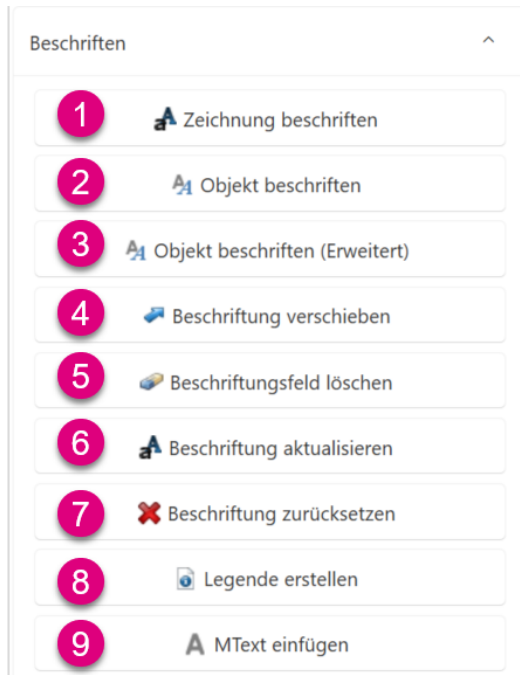 Beschriften
1 Zeichnung beschriften
2 Objekt beschriften
3 Objekt beschriften (Erweitert)
4 Beschriftung verschieben
5 Beschriftungsfeld löschen
6 Beschriftung aktualisieren
7 Beschriftung zurücksetzen
8 Legende erstellen
9 MText einfügen